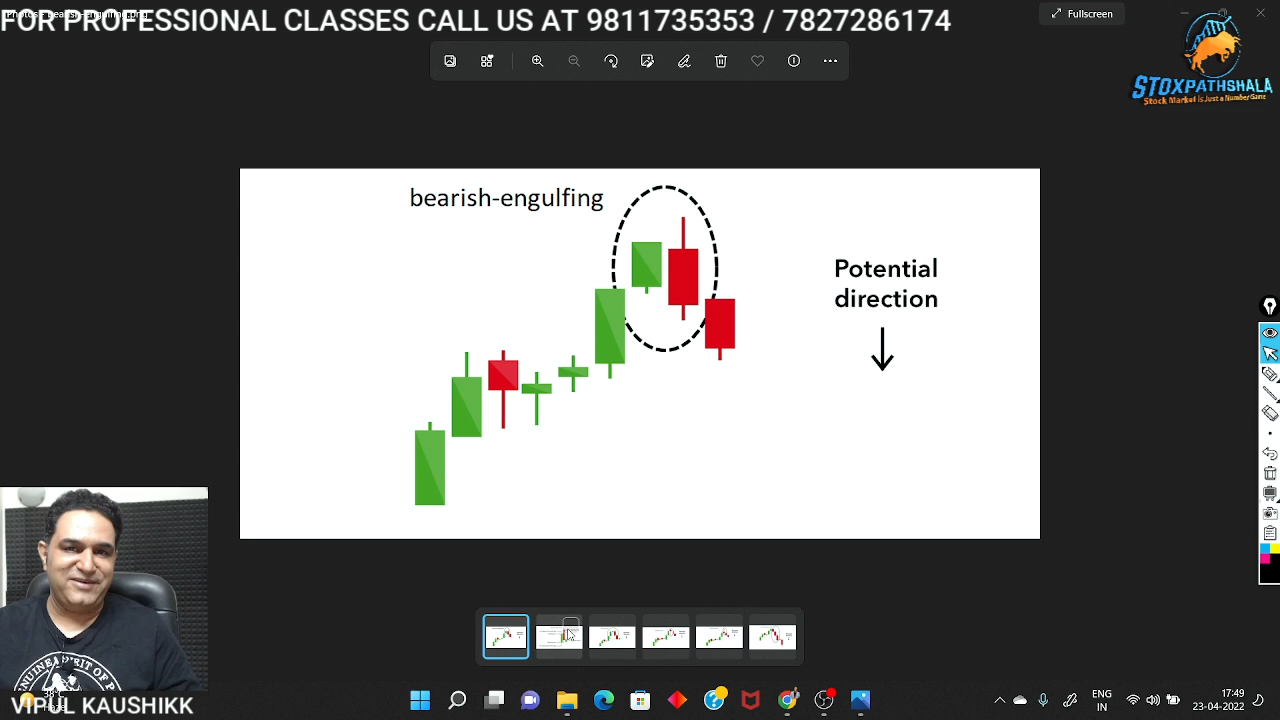 FOR PROFESSIONAL CLASSES CALL US AT 9811735353 / 7827286174
Fullscreen
STOXPATHSHALA
Stock Market is Just a Number Game
bearish-engulfing
Potential
direction
VIPUL KAUSHIKK
ENG
IN
17:49
23-04-2022